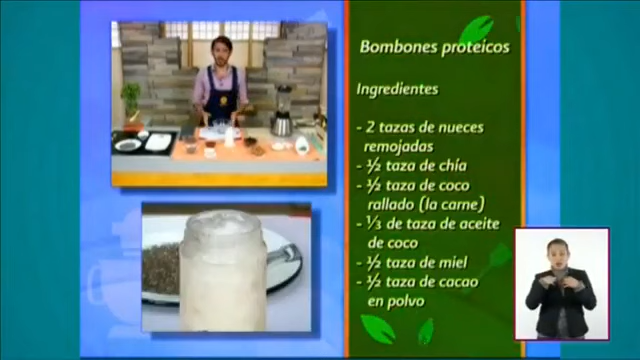 Bombones proteicos
Ingredientes
- 2 tazas de nueces
remojadas
- ½ taza de chía
- ½ taza de coco
rallado (la carne)
- ⅓ de taza de aceite
de coco
- ½ taza de miel
- ½ taza de cacao
en polvo